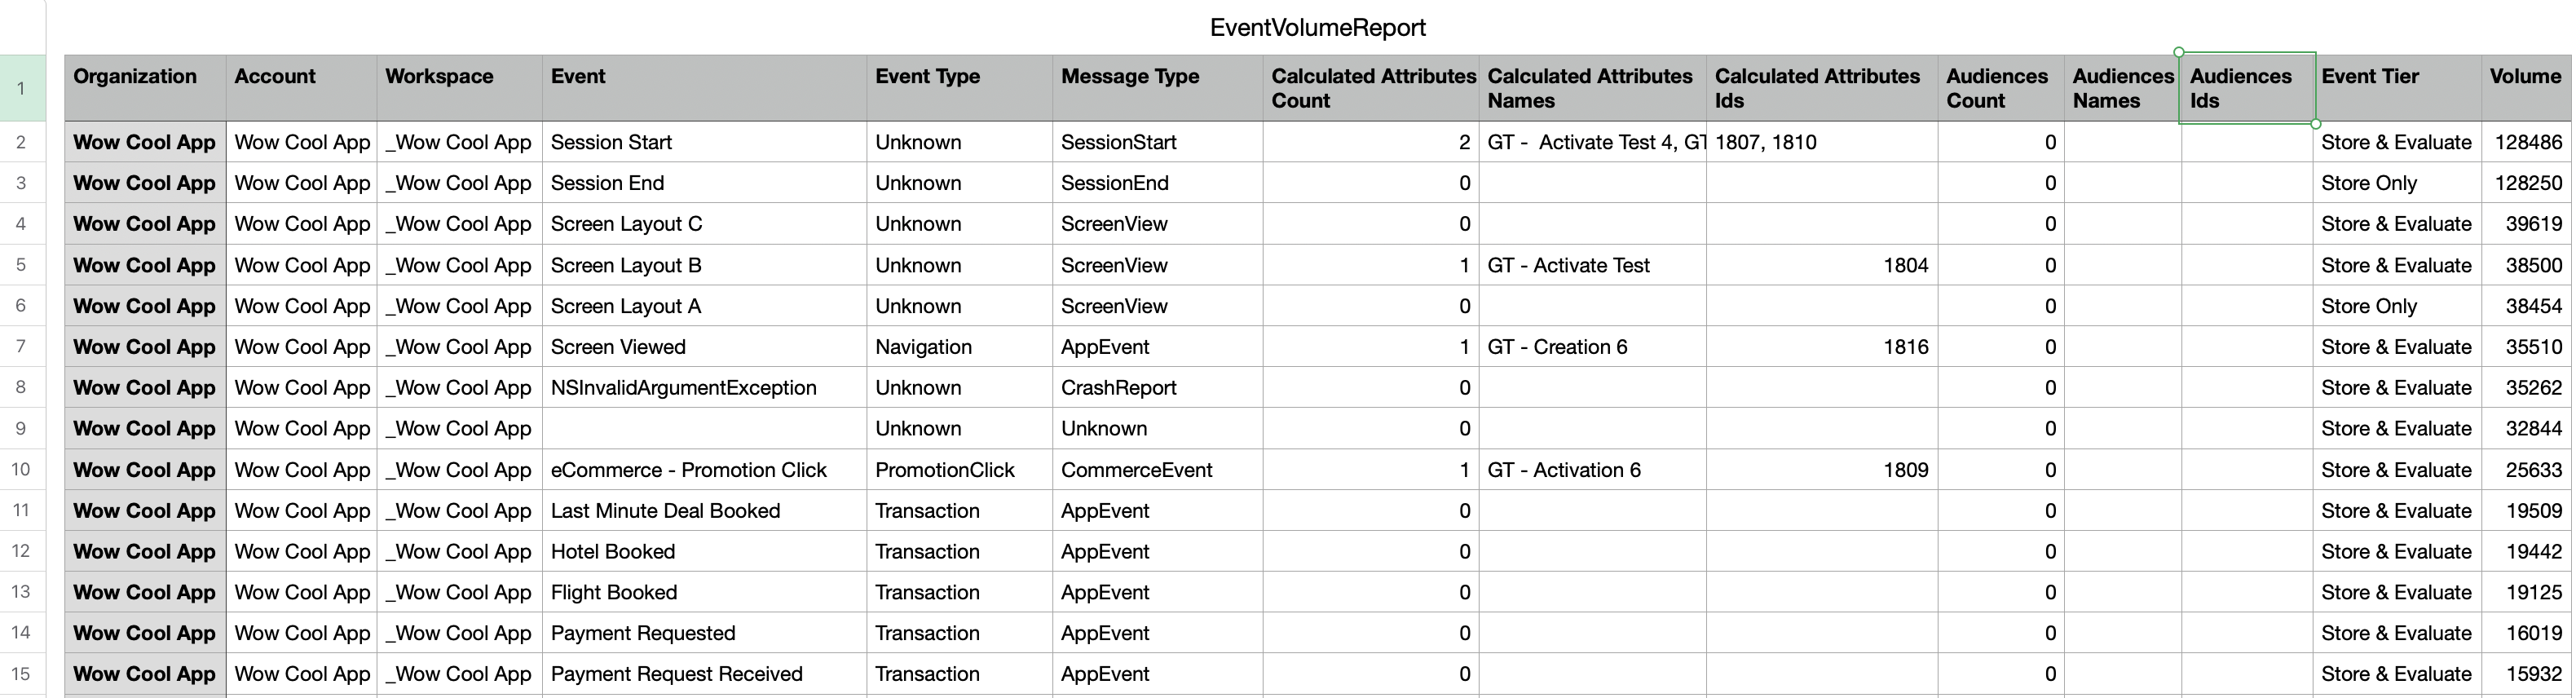 EventVolumeReport
1 Organization Account Workspace Event Event Type Message Type Calculated Attributes Count Calculated Attributes Names Calculated Attributes Ids Audiences Count Audiences Names Audiences Ids Event Tier Volume
2 Wow Cool App Wow Cool App _Wow Cool App Session Start Unknown SessionStart 2 GT - Activate Test 4, GT 1807, 1810 0 Store & Evaluate 128486
3 Wow Cool App Wow Cool App _Wow Cool App Session End Unknown SessionEnd 0 0 Store Only 128250
4 Wow Cool App Wow Cool App _Wow Cool App Screen Layout C Unknown ScreenView 0 0 Store & Evaluate 39619
5 Wow Cool App Wow Cool App _Wow Cool App Screen Layout B Unknown ScreenView 1 GT - Activate Test 1804 0 Store & Evaluate 38500
6 Wow Cool App Wow Cool App _Wow Cool App Screen Layout A Unknown ScreenView 0 0 Store Only 38454
7 Wow Cool App Wow Cool App _Wow Cool App Screen Viewed Navigation AppEvent 1 GT - Creation 6 1816 0 Store & Evaluate 35510
8 Wow Cool App Wow Cool App _Wow Cool App NSInvalidArgumentException Unknown CrashReport 0 0 Store & Evaluate 35262
9 Wow Cool App Wow Cool App _Wow Cool App Unknown Unknown 0 0 Store & Evaluate 32844
10 Wow Cool App Wow Cool App _Wow Cool App eCommerce - Promotion Click PromotionClick CommerceEvent 1 GT - Activation 6 1809 0 Store & Evaluate 25633
11 Wow Cool App Wow Cool App _Wow Cool App Last Minute Deal Booked Transaction AppEvent 0 0 Store & Evaluate 19509
12 Wow Cool App Wow Cool App _Wow Cool App Hotel Booked Transaction AppEvent 0 0 Store & Evaluate 19442
13 Wow Cool App Wow Cool App _Wow Cool App Flight Booked Transaction AppEvent 0 0 Store & Evaluate 19125
14 Wow Cool App Wow Cool App _Wow Cool App Payment Requested Transaction AppEvent 0 0 Store & Evaluate 16019
15 Wow Cool App Wow Cool App _Wow Cool App Payment Request Received Transaction AppEvent 0 0 Store & Evaluate 15932